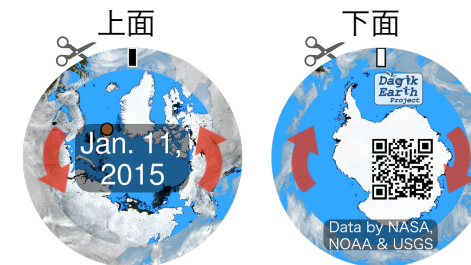 上面
下面
Jan. 11,
2015
Dagik
Earth
Project
Data by NASA,
NOAA & USGS